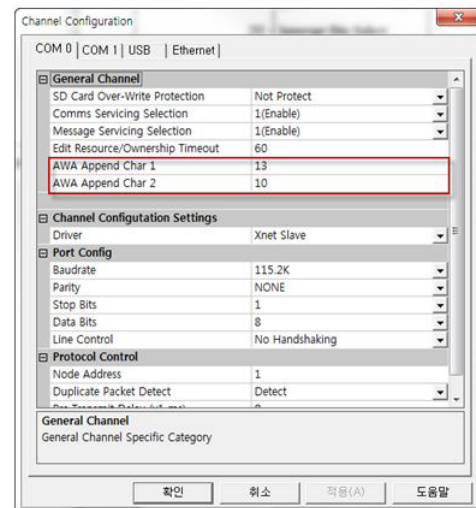 Channel Configuration
COM 0 COM 1 USB Ethernet
General Channel
SD Card Over-Write Protection Not Protect
Comms Servicing Selection 1(Enable)
Message Servicing Selection 1(Enable)
Edit Resource/Ownership Timeout 60
AWA Append Char 1 13
AWA Append Char 2 10
Channel Configutation Settings
Driver Xnet Slave
Port Config
Baudrate 115.2K
Parity NONE
Stop Bits 1
Data Bits 8
Line Control No Handshaking
Protocol Control
Node Address 1
Duplicate Packet Detect Detect
General Channel
General Channel Specific Category
확인 취소 적용(A) 도움말